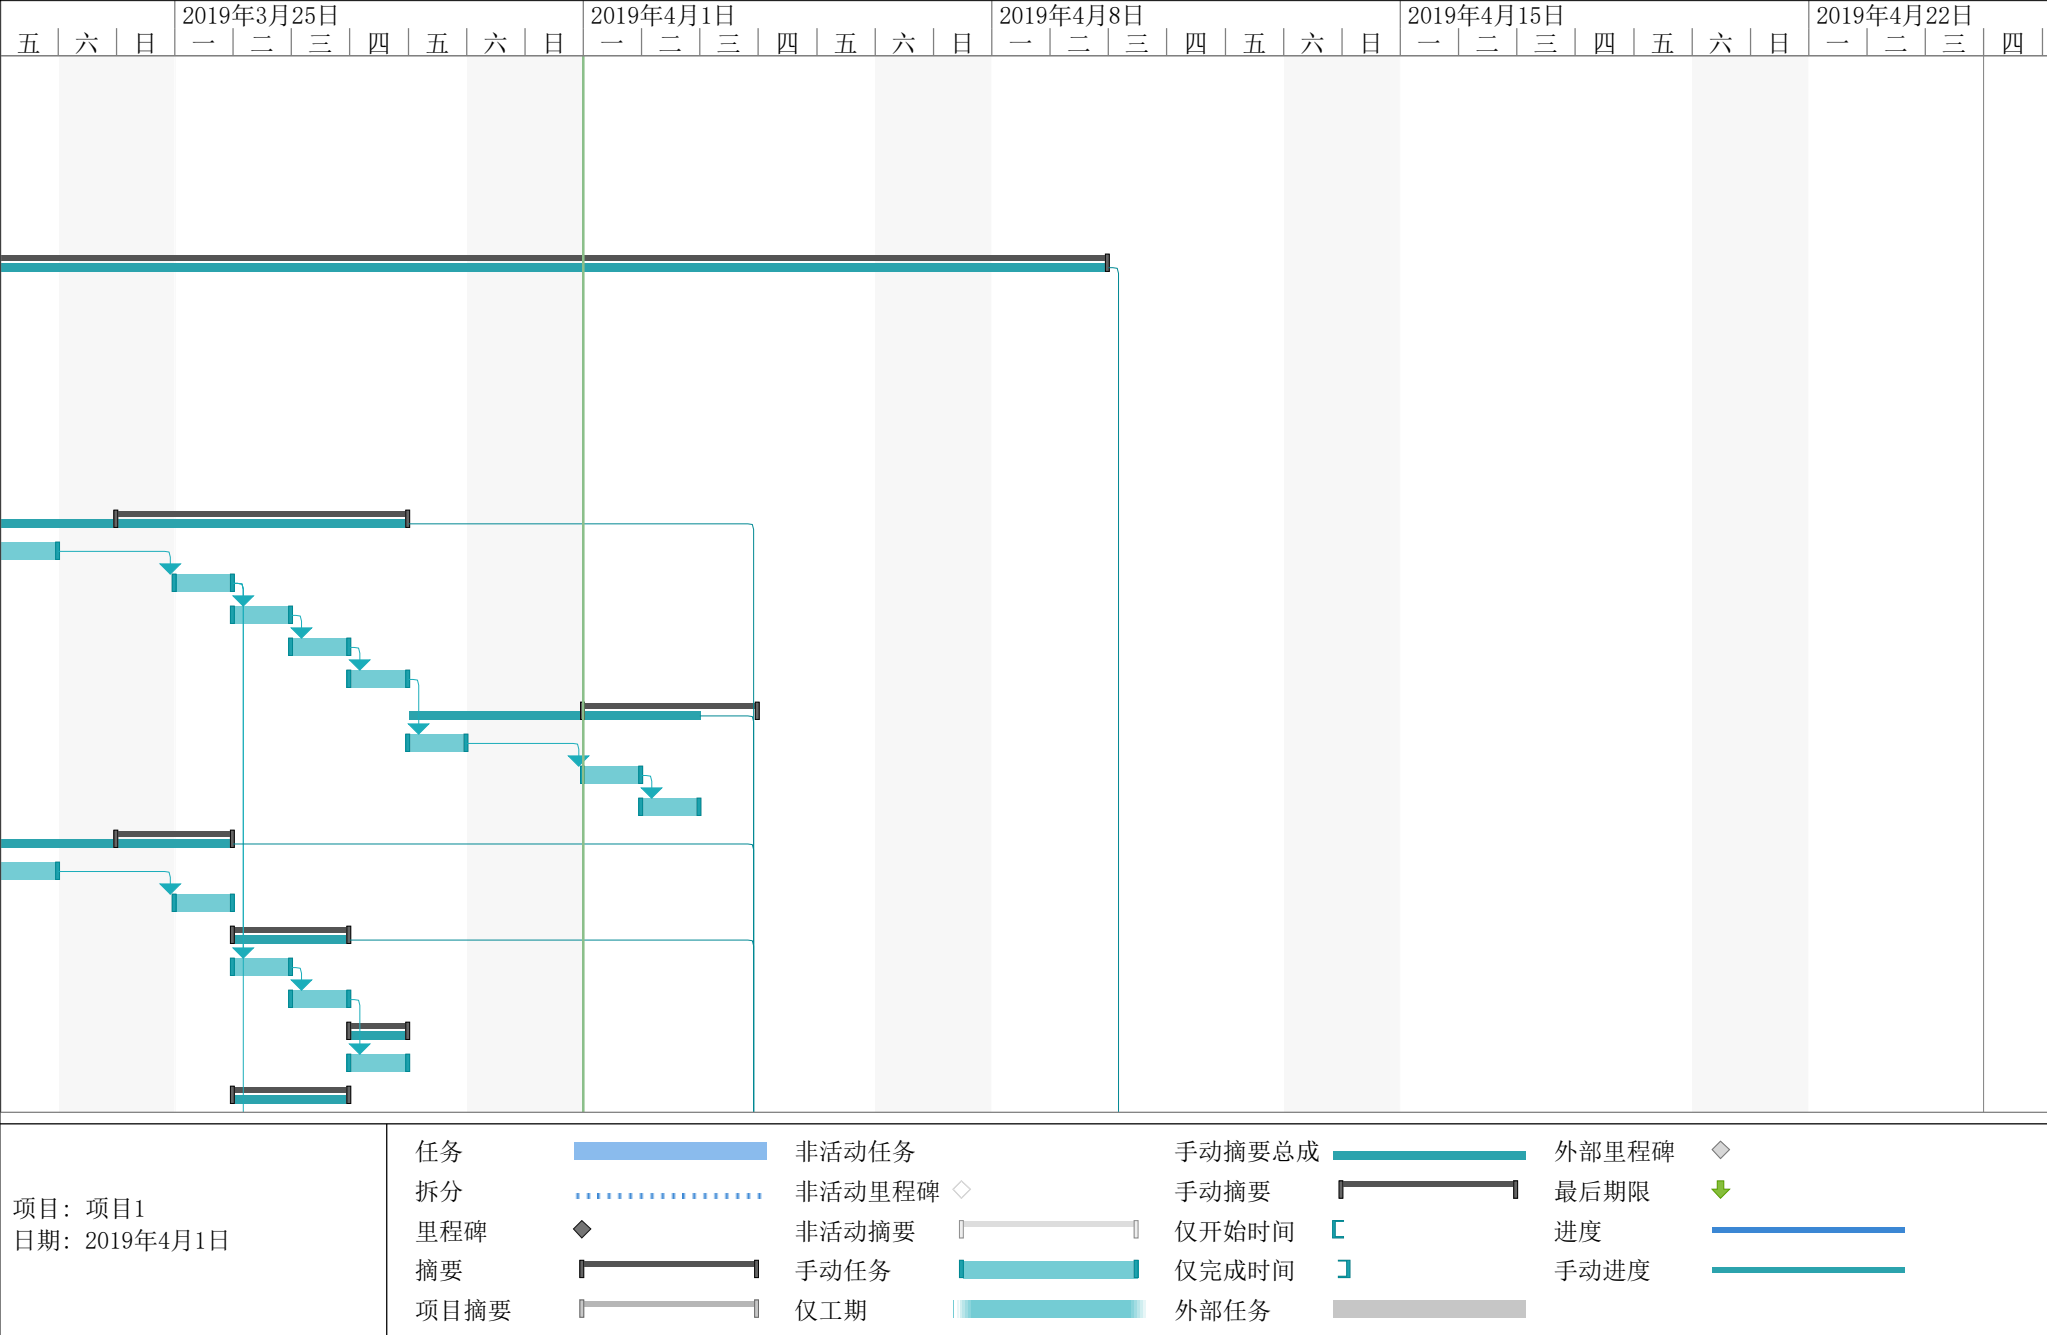 2019年3月25日 2019年4月1日 2019年4月8日 2019年4月15日 2019年4月22日
五 六 日 一 二 三 四 五 六 日 一 二 三 四 五 六 日 一 二 三 四 五 六 日 一 二 三 四 五 六 日 一 二 三 四
项目: 项目1
日期: 2019年4月1日
任务
拆分
里程碑
摘要
项目摘要
非活动任务
非活动里程碑
非活动摘要
手动任务
仅工期
手动摘要总成
手动摘要
仅开始时间
仅完成时间
外部任务
外部里程碑
最后期限
进度
手动进度